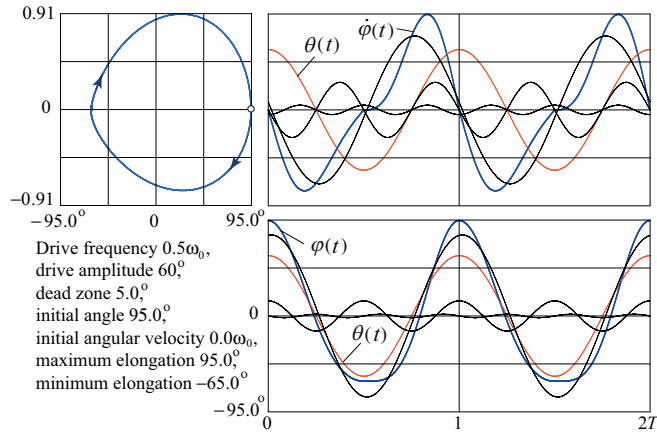 0.91
0
−0.91
−95.0°
0
95.0°
θ(t)
φ̇(t)
Drive frequency 0.5ω₀,
drive amplitude 60,°
dead zone 5.0,°
initial angle 95.0,°
initial angular velocity 0.0ω₀,
maximum elongation 95.0,°
minimum elongation −65.0°
95.0°
φ(t)
0
θ(t)
−95.0°
0
1
2T